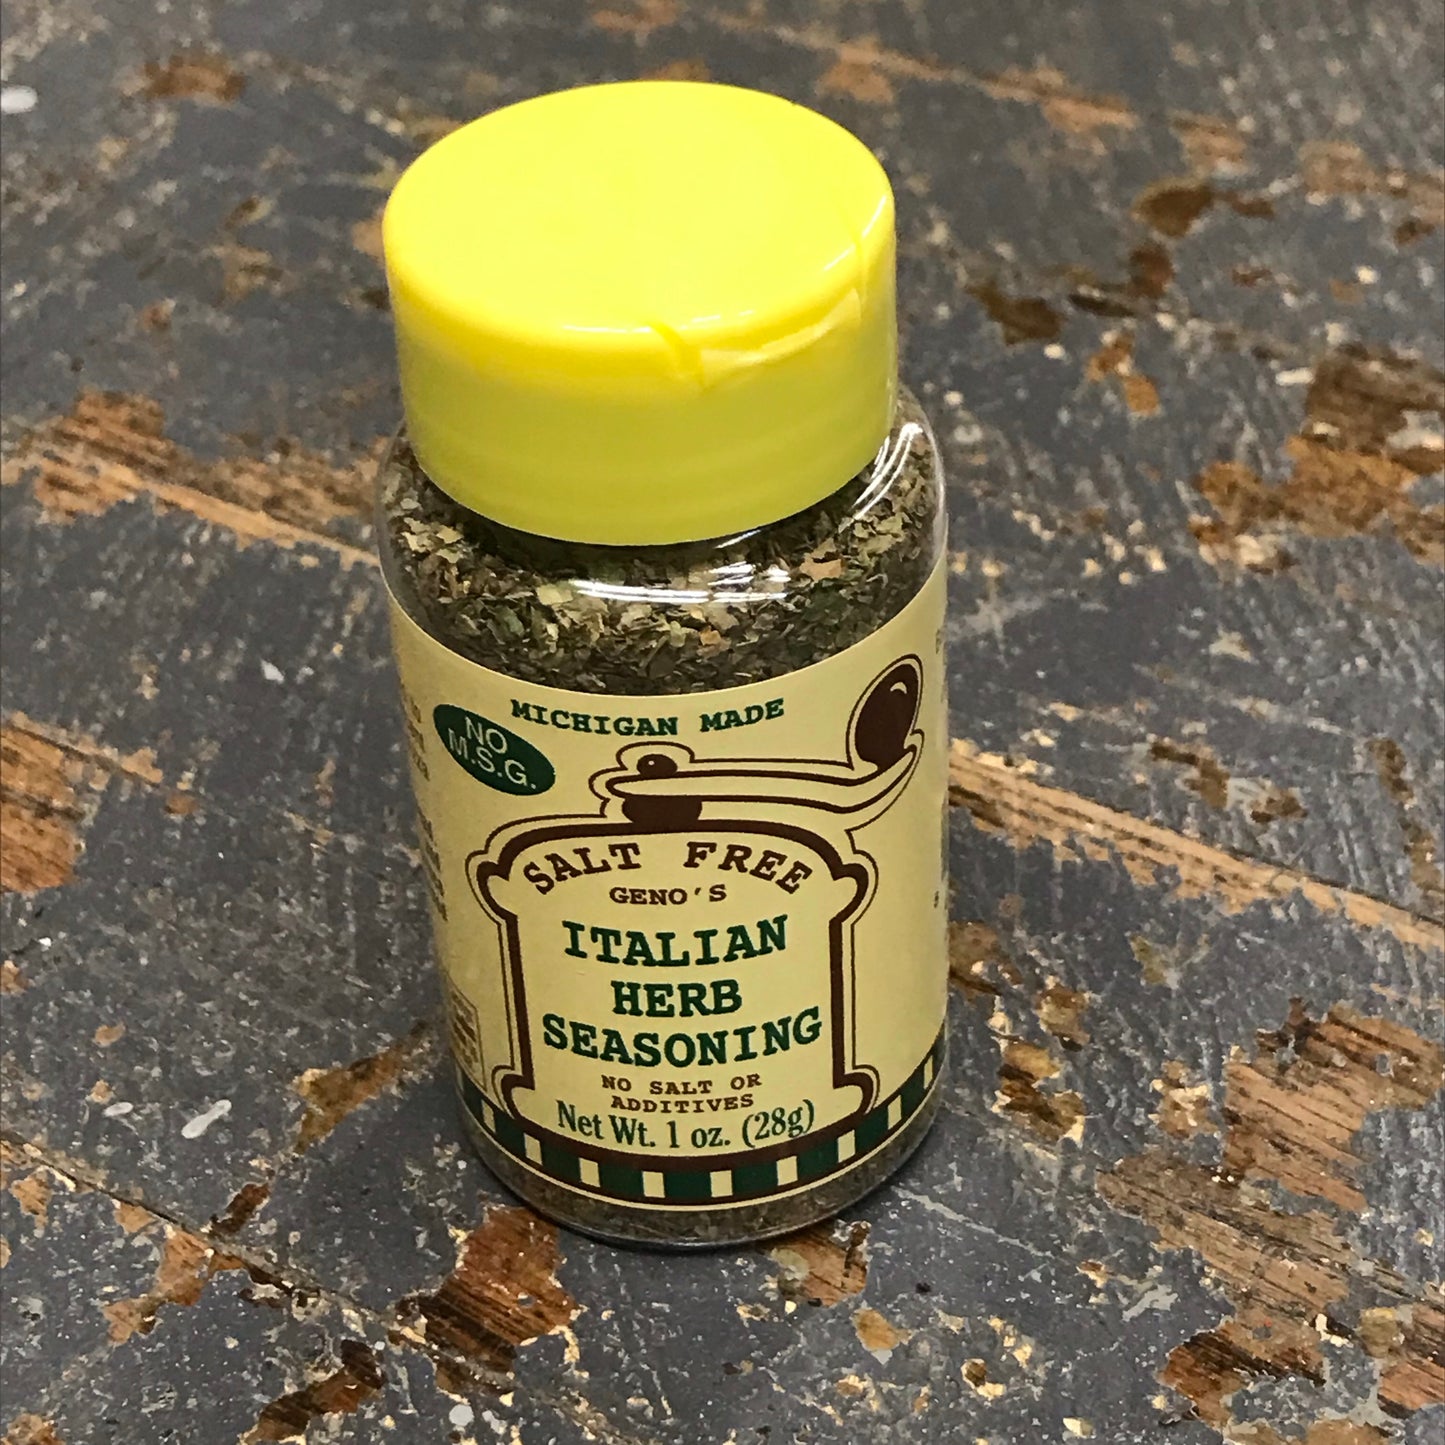 MICHIGAN MADE
NO
M.S.G.
SALT FREE
GENO'S
ITALIAN
HERB
SEASONING
NO SALT OR
ADDITIVES
Net Wt. 1 oz. (28g)